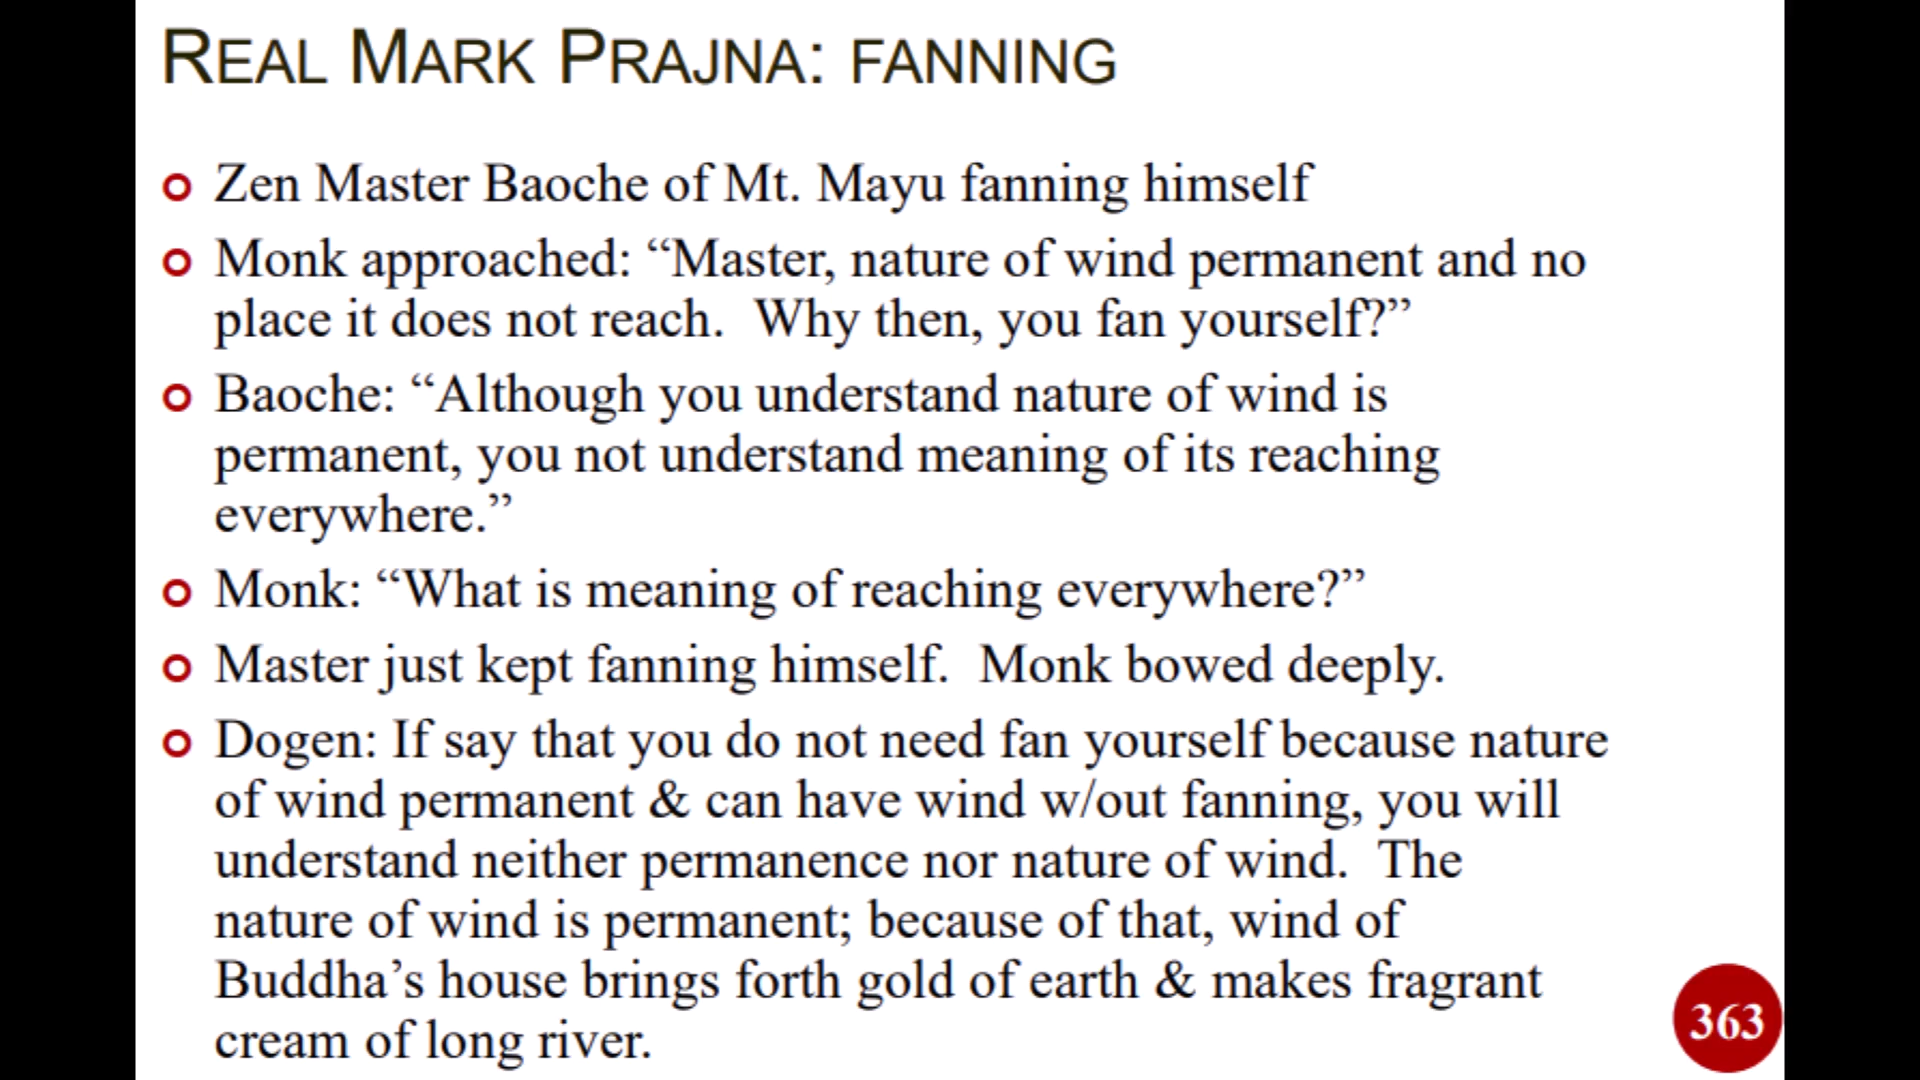 REAL MARK PRAJNA: FANNING
Zen Master Baoche of Mt. Mayu fanning himself
Monk approached: “Master, nature of wind permanent and no
place it does not reach.  Why then, you fan yourself?”
Baoche: “Although you understand nature of wind is
permanent, you not understand meaning of its reaching
everywhere.”
Monk: “What is meaning of reaching everywhere?”
Master just kept fanning himself.  Monk bowed deeply.
Dogen: If say that you do not need fan yourself because nature
of wind permanent & can have wind w/out fanning, you will
understand neither permanence nor nature of wind.  The
nature of wind is permanent; because of that, wind of
Buddha’s house brings forth gold of earth & makes fragrant
cream of long river.
363